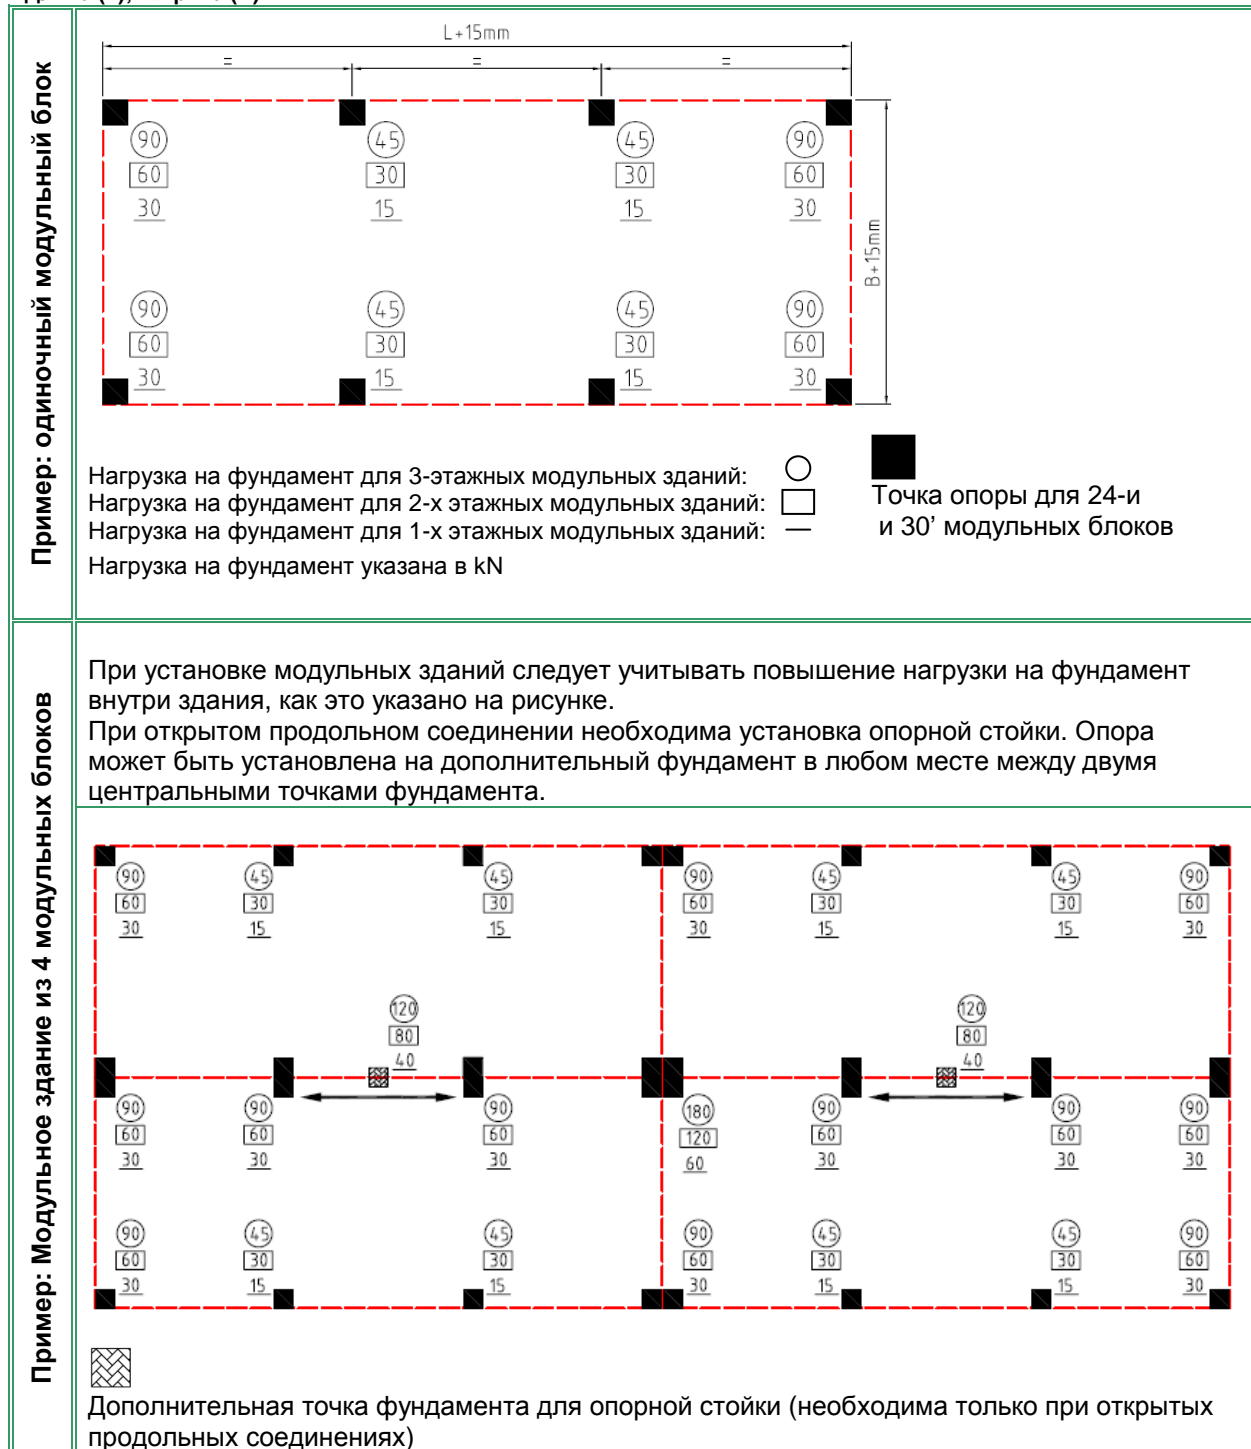 Пример: одиночный модульный блок
L+15mm
= = =
90 45 45 90
60 30 30 60
30 15 15 30
B+15mm
90 45 45 90
60 30 30 60
30 15 15 30
Нагрузка на фундамент для 3-этажных модульных зданий:
Нагрузка на фундамент для 2-х этажных модульных зданий:
Нагрузка на фундамент для 1-х этажных модульных зданий:
Нагрузка на фундамент указана в kN
Точка опоры для 24-и
и 30’ модульных блоков
Пример: Модульное здание из 4 модульных блоков
При установке модульных зданий следует учитывать повышение нагрузки на фундамент
внутри здания, как это указано на рисунке.
При открытом продольном соединении необходима установка опорной стойки. Опора
может быть установлена на дополнительный фундамент в любом месте между двумя
центральными точками фундамента.
90 45 45 90 45 45 90
60 30 30 60 30 30 60
30 15 15 30 15 15 30
120 120
80 80
40 40
90 90 90 180 90 90 90
60 60 60 120 60 60 60
30 30 30 60 30 30 30
90 45 45 90 45 45 90
60 30 30 60 30 30 60
30 15 15 30 15 15 30
Дополнительная точка фундамента для опорной стойки (необходима только при открытых
продольных соединениях)